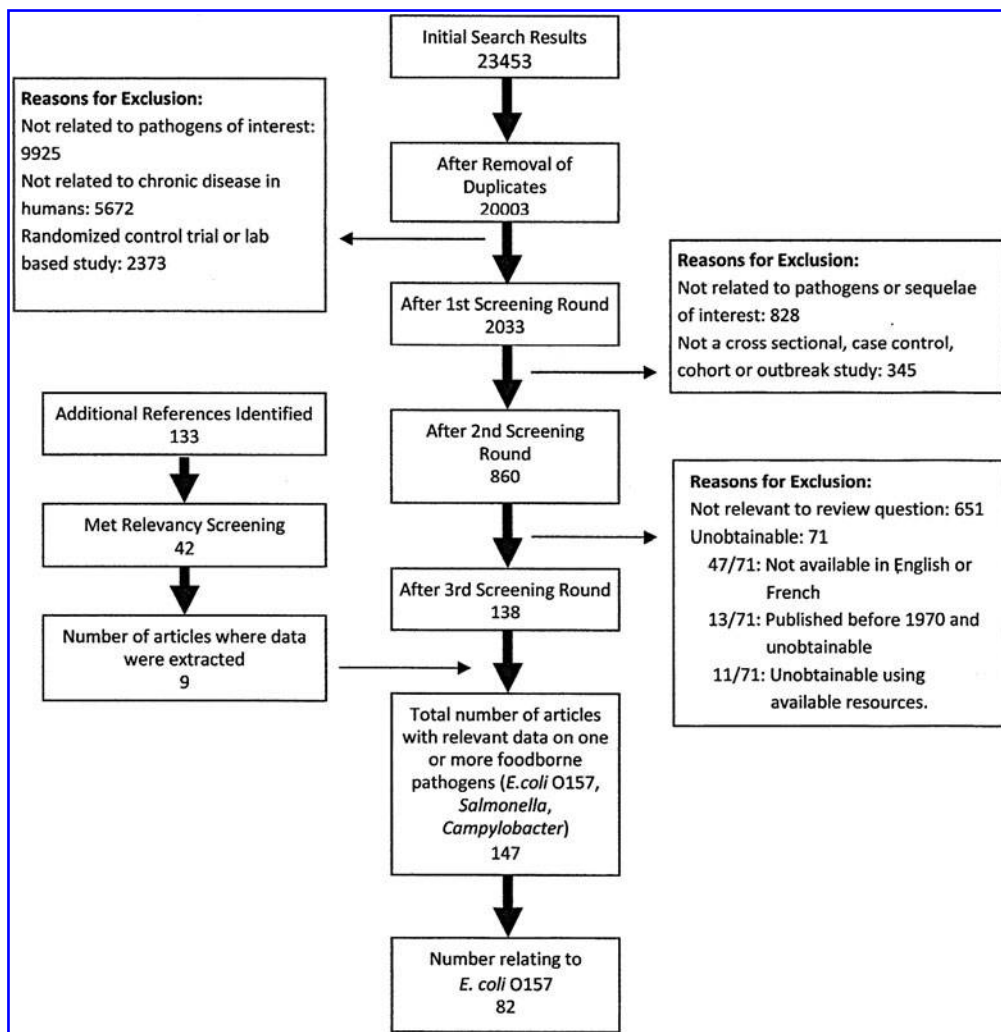 Initial Search Results
23453
Reasons for Exclusion:
Not related to pathogens of interest:
9925
Not related to chronic disease in
humans: 5672
Randomized control trial or lab
based study: 2373
After Removal of
Duplicates
20003
After 1st Screening Round
2033
Reasons for Exclusion:
Not related to pathogens or sequelae
of interest: 828
Not a cross sectional, case control,
cohort or outbreak study: 345
Additional References Identified
133
After 2nd Screening
Round
860
Met Relevancy Screening
42
Reasons for Exclusion:
Not relevant to review question: 651
Unobtainable: 71
47/71: Not available in English or
French
13/71: Published before 1970 and
unobtainable
11/71: Unobtainable using
available resources.
After 3rd Screening Round
138
Number of articles where data
were extracted
9
Total number of articles
with relevant data on one
or more foodborne
pathogens (E.coli O157,
Salmonella,
Campylobacter)
147
Number relating to
E. coli O157
82